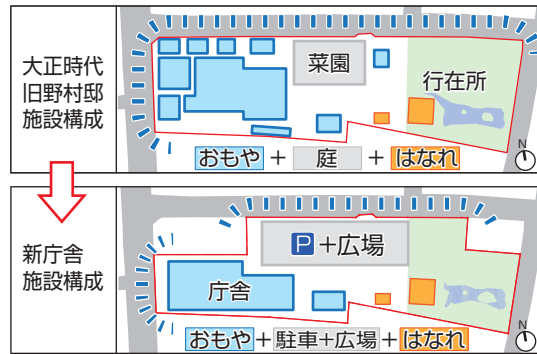 大正時代
旧野村邸
施設構成
菜園
行在所
おもや + 庭 + はなれ
N
新庁舎
施設構成
P+広場
庁舎
おもや+駐車+広場+はなれ
N